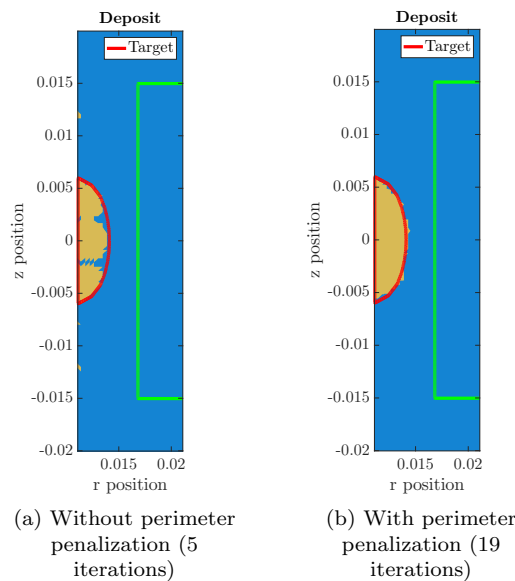 Deposit
Target
0.015
0.01
0.005
0
-0.005
-0.01
-0.015
-0.02
z position
0.015 0.02
r position
(a) Without perimeter
penalization (5
iterations)
Deposit
Target
0.015
0.01
0.005
0
-0.005
-0.01
-0.015
-0.02
z position
0.015 0.02
r position
(b) With perimeter
penalization (19
iterations)